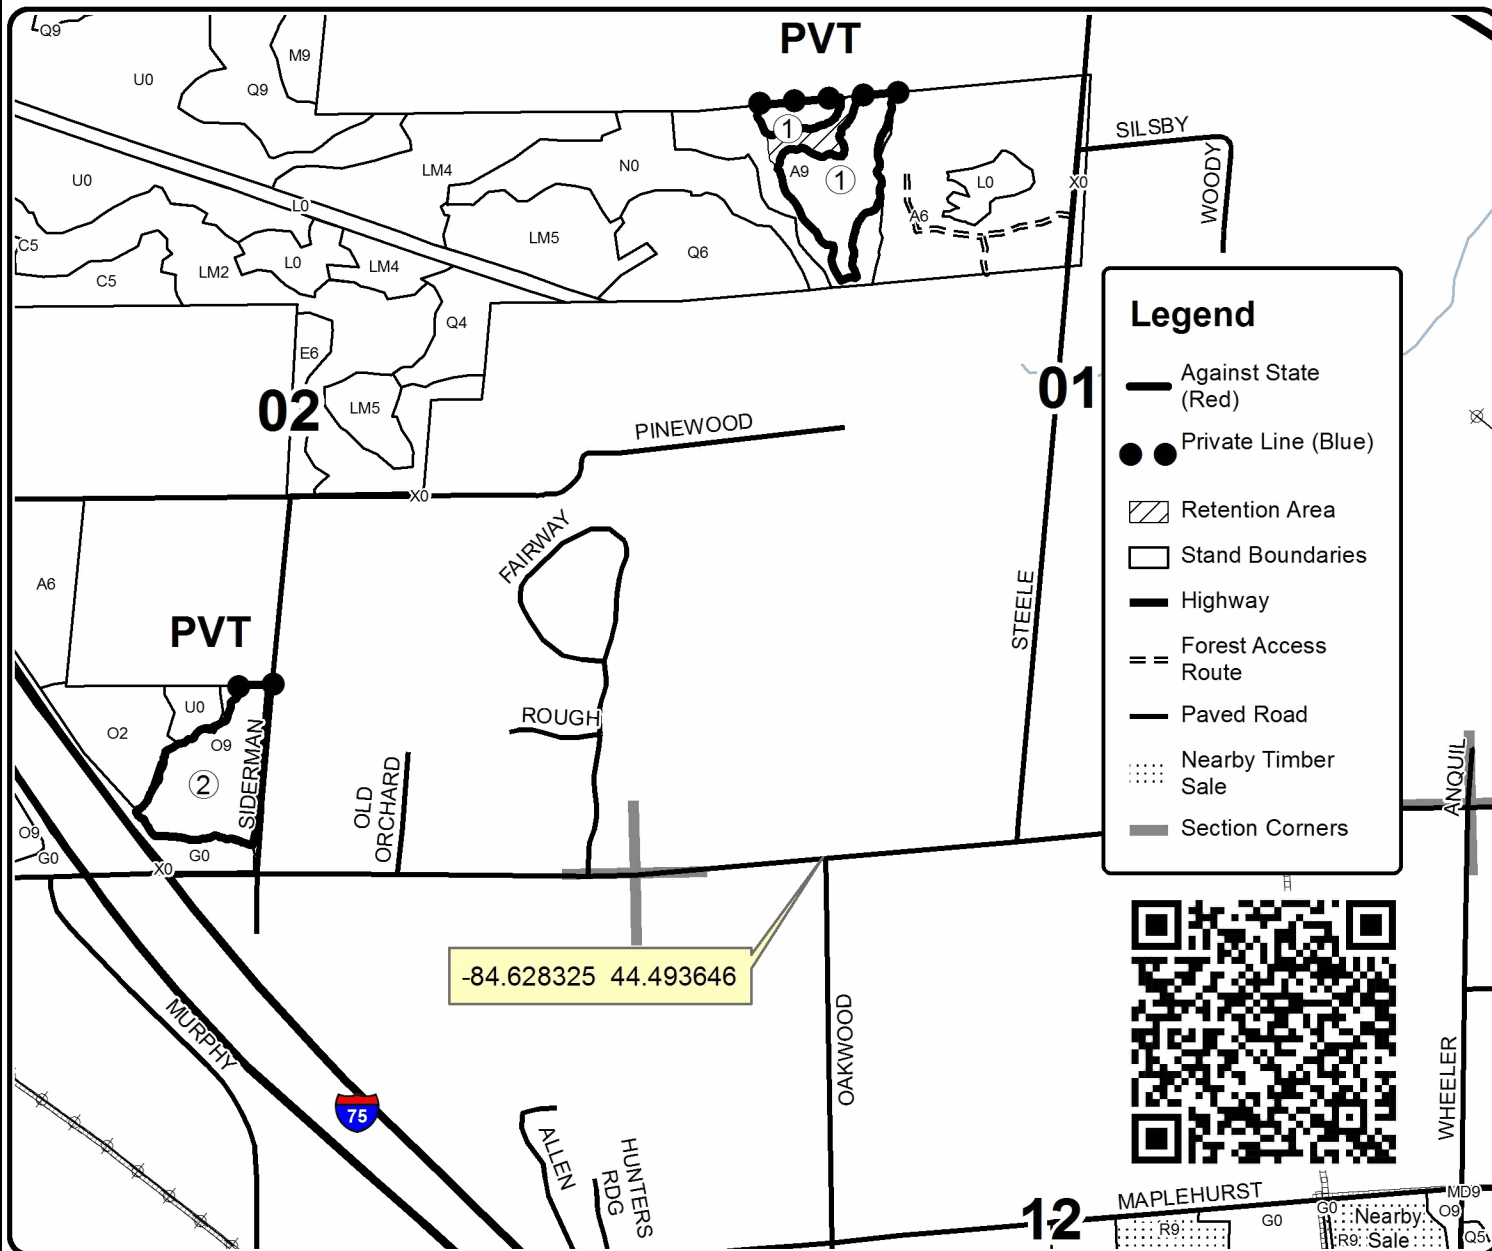 Q9
PVT
M9
U0
Q9
1
SILSBY
LM4
N0
A9
1
WOODY
U0
L0
X0
L0
A6
C5
LM5
Q6
C5
LM2
L0
LM4
Q4
E6
Legend
Against State
(Red)
Private Line (Blue)
Retention Area
Stand Boundaries
Highway
Forest Access
Route
Paved Road
Nearby Timber
Sale
Section Corners
02
LM5
01
PINEWOOD
X0
FAIRWAY
A6
STEELE
PVT
U0
O2
O9
ROUGH
SIDERMAN
2
OLD
ORCHARD
ANQUIL
O9
G0
G0
X0
-84.628325 44.493646
MURPHY
OAKWOOD
WHEELER
75
ALLEN
HUNTERS
RDG
12
MAPLEHURST
MD9
G0
O9
R9
G0
Nearby
Sale
R9
Q5